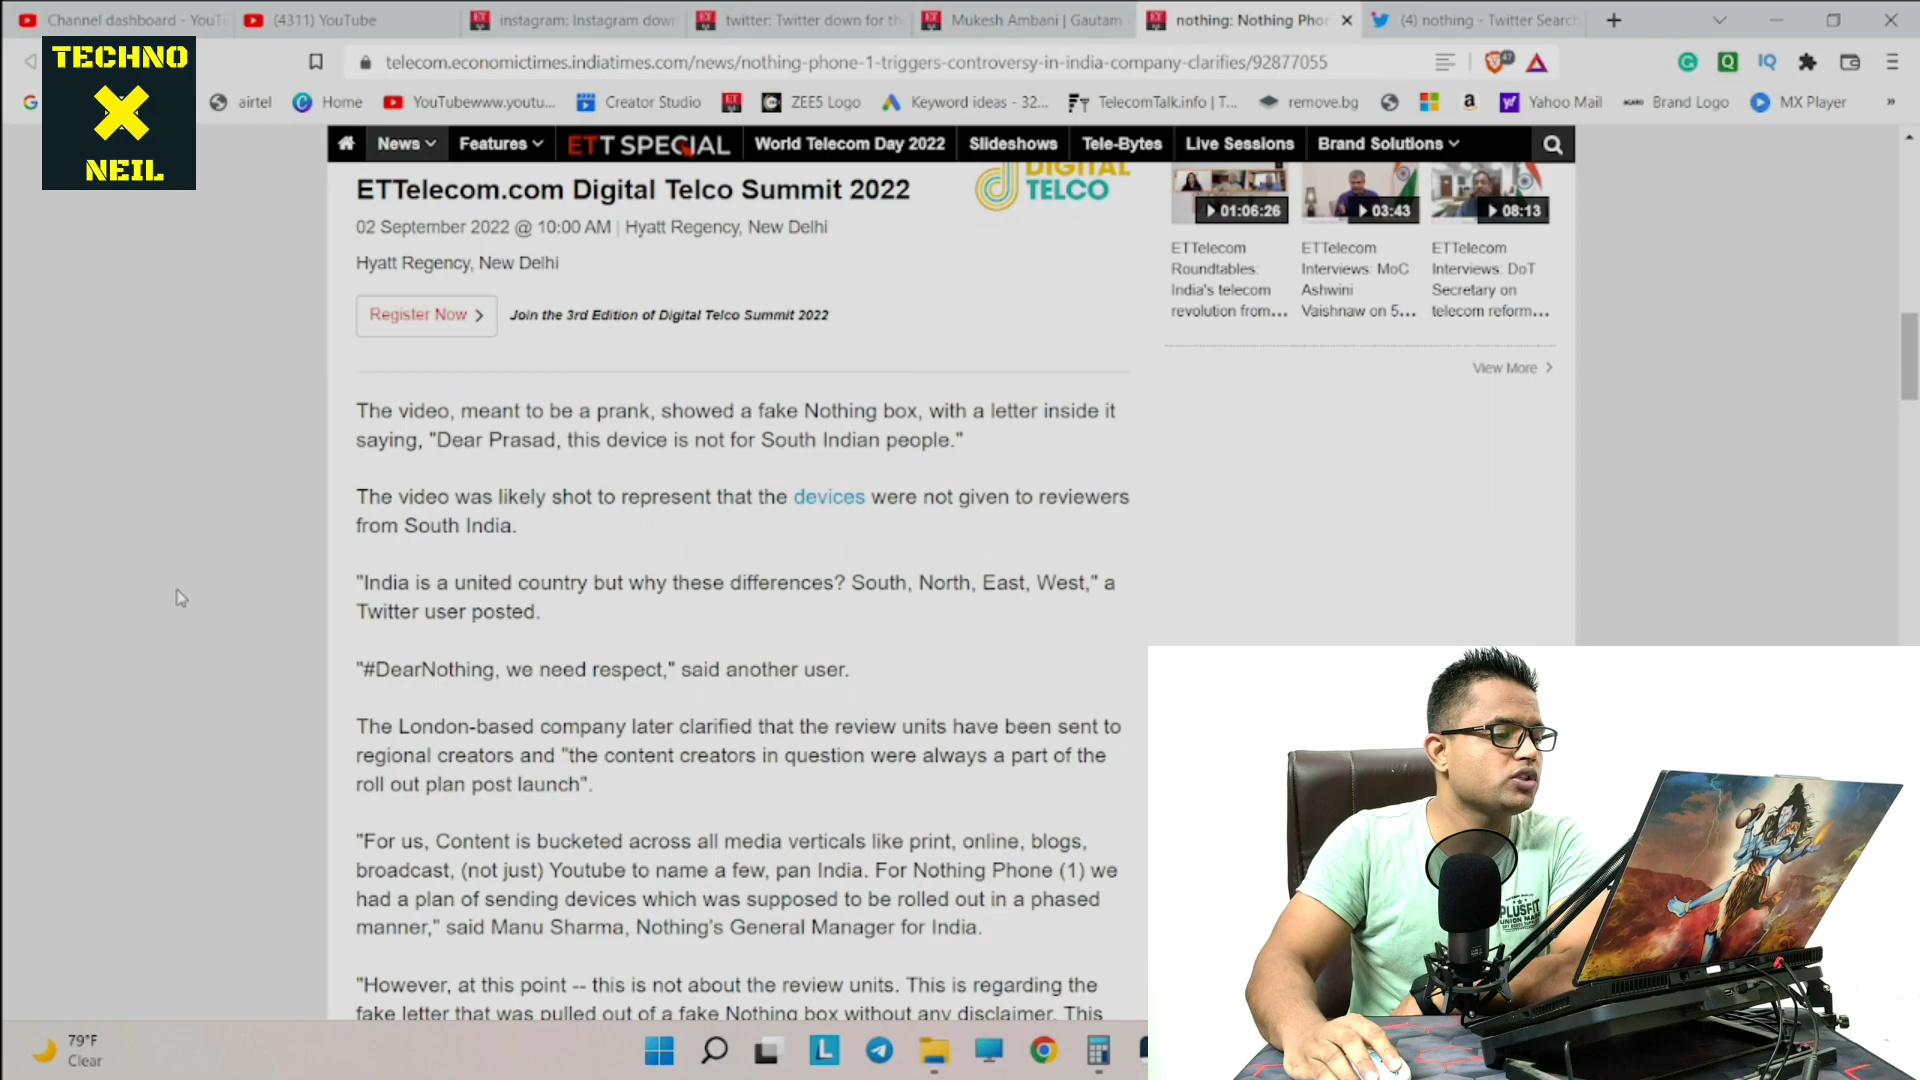 Channel dashboard - YouT
(4311) YouTube
instagram: Instagram down
twitter: Twitter down for th
Mukesh Ambani | Gautam
nothing: Nothing Phon
(4) nothing - Twitter Search
TECHNO
NEIL
telecom.economictimes.indiatimes.com/news/nothing-phone-1-triggers-controversy-in-india-company-clarifies/92877055
airtel
Home
YouTubewww.youtu...
Creator Studio
ZEE5 Logo
Keyword ideas - 32...
TelecomTalk.info | T...
remove.bg
Yahoo Mail
Brand Logo
MX Player
News
Features
ETT SPECIAL
World Telecom Day 2022
Slideshows
Tele-Bytes
Live Sessions
Brand Solutions
ETTelecom.com Digital Telco Summit 2022
DIGITAL
TELCO
02 September 2022 @ 10:00 AM | Hyatt Regency, New Delhi
Hyatt Regency, New Delhi
Register Now
Join the 3rd Edition of Digital Telco Summit 2022
01:06:26
03:43
08:13
ETTelecom
Roundtables:
India's telecom
revolution from...
ETTelecom
Interviews: MoC
Ashwini
Vaishnaw on 5...
ETTelecom
Interviews: DoT
Secretary on
telecom reform...
View More
The video, meant to be a prank, showed a fake Nothing box, with a letter inside it
saying, "Dear Prasad, this device is not for South Indian people."
The video was likely shot to represent that the devices were not given to reviewers
from South India.
"India is a united country but why these differences? South, North, East, West," a
Twitter user posted.
"#DearNothing, we need respect," said another user.
The London-based company later clarified that the review units have been sent to
regional creators and "the content creators in question were always a part of the
roll out plan post launch".
"For us, Content is bucketed across all media verticals like print, online, blogs,
broadcast, (not just) Youtube to name a few, pan India. For Nothing Phone (1) we
had a plan of sending devices which was supposed to be rolled out in a phased
manner," said Manu Sharma, Nothing's General Manager for India.
"However, at this point -- this is not about the review units. This is regarding the
fake letter that was pulled out of a fake Nothing box without any disclaimer. This
PLUSFIT
79°F
Clear